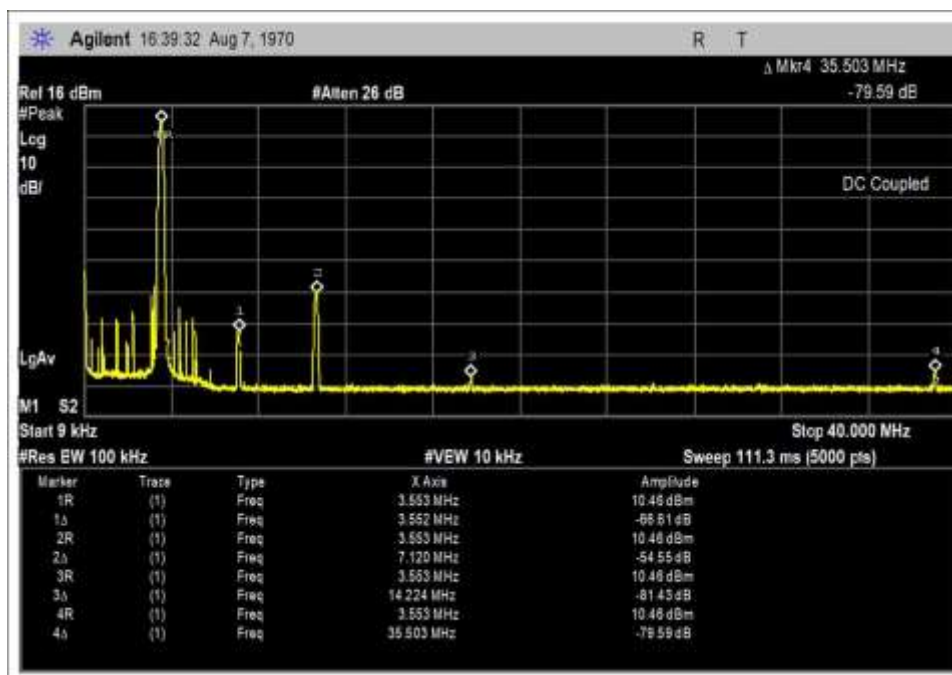 Agilent 16:39:32 Aug 7, 1970 R T
Δ Mkr4 35.503 MHz
Ref 16 dBm #Atten 26 dB -79.59 dB
#Peak
Log
10
dB/
DC Coupled
1
2
3
4
LgAv
M1 S2
Start 9 kHz Stop 40.000 MHz
#Res BW 100 kHz #VBW 10 kHz Sweep 111.3 ms (5000 pts)
Marker Trace Type X Axis Amplitude
1R (1) Freq 3.553 MHz 10.46 dBm
1Δ (1) Freq 3.552 MHz -66.61 dB
2R (1) Freq 3.553 MHz 10.46 dBm
2Δ (1) Freq 7.120 MHz -54.55 dB
3R (1) Freq 3.553 MHz 10.46 dBm
3Δ (1) Freq 14.224 MHz -81.43 dB
4R (1) Freq 3.553 MHz 10.46 dBm
4Δ (1) Freq 35.503 MHz -79.59 dB